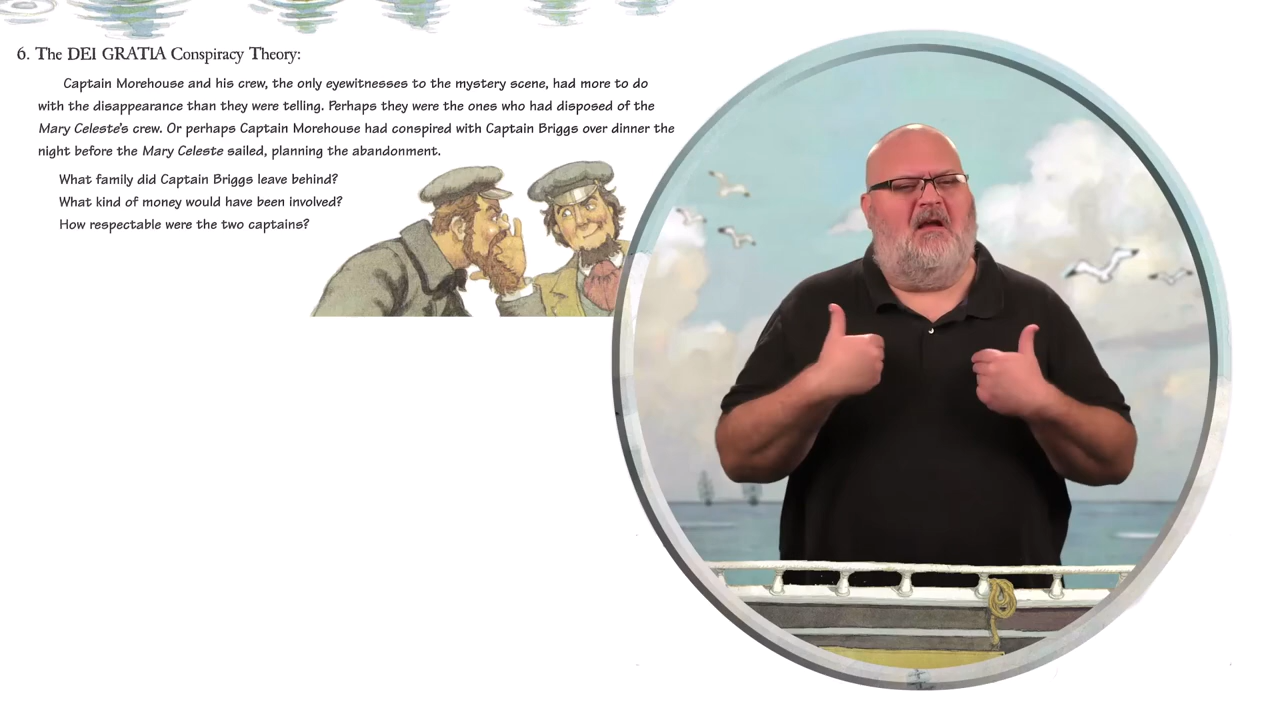 6. The DEI GRATIA Conspiracy Theory:
Captain Morehouse and his crew, the only eyewitnesses to the mystery scene, had more to do
with the disappearance than they were telling. Perhaps they were the ones who had disposed of the
Mary Celeste's crew. Or perhaps Captain Morehouse had conspired with Captain Briggs over dinner the
night before the Mary Celeste sailed, planning the abandonment.
What family did Captain Briggs leave behind?
What kind of money would have been involved?
How respectable were the two captains?